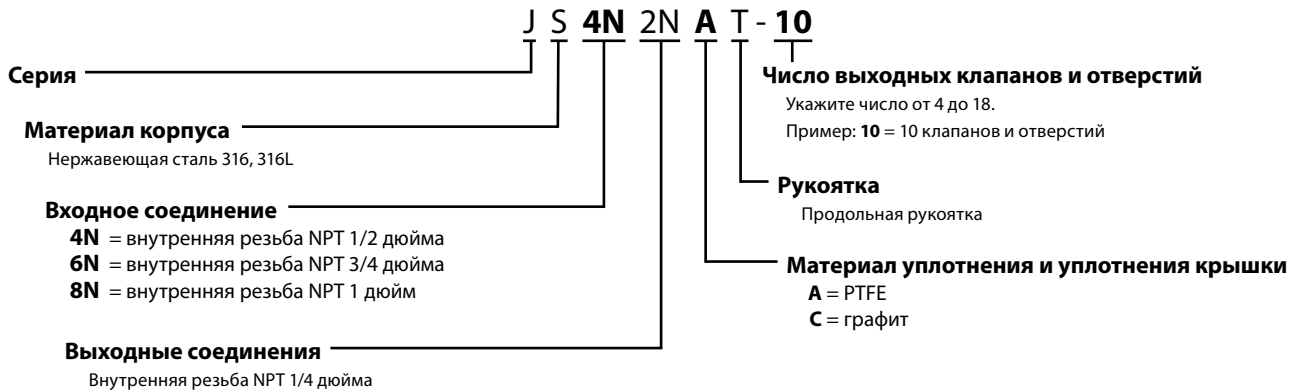 J S 4N 2N A T - 10
Серия
Материал корпуса
Нержавеющая сталь 316, 316L
Входное соединение
4N = внутренняя резьба NPT 1/2 дюйма
6N = внутренняя резьба NPT 3/4 дюйма
8N = внутренняя резьба NPT 1 дюйм
Выходные соединения
Внутренняя резьба NPT 1/4 дюйма
Число выходных клапанов и отверстий
Укажите число от 4 до 18.
Пример: 10 = 10 клапанов и отверстий
Рукоятка
Продольная рукоятка
Материал уплотнения и уплотнения крышки
A = PTFE
C = графит